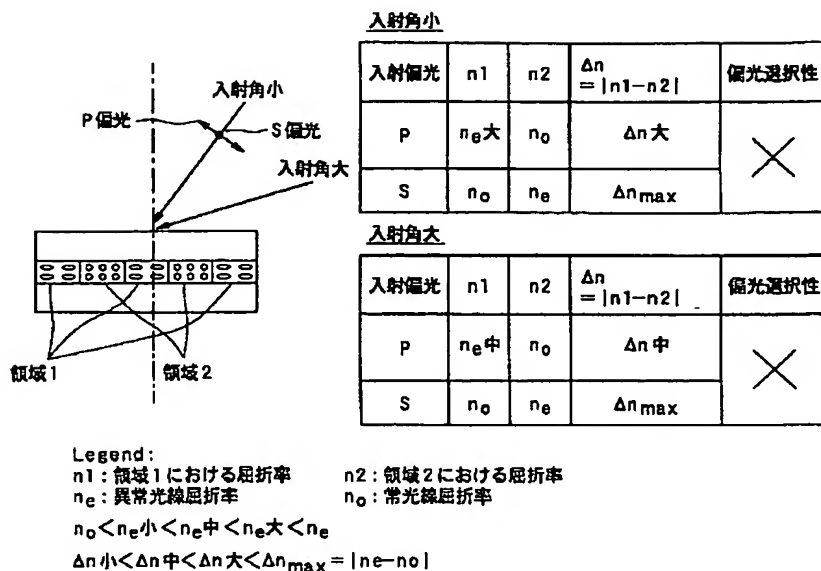 P偏光
入射角小
S偏光
入射角大
領域1
領域2
入射角小
入射偏光 n1 n2 Δn =|n1-n2| 偏光選択性
P ne大 no Δn大 ×
S no ne Δnmax
入射角大
入射偏光 n1 n2 Δn =|n1-n2| 偏光選択性
P ne中 no Δn中 ×
S no ne Δnmax
Legend:
n1:領域1における屈折率 n2:領域2における屈折率
ne:異常光線屈折率 no:常光線屈折率
no<ne小<ne中<ne大<ne
Δn小<Δn中<Δn大<Δnmax=|ne-no|